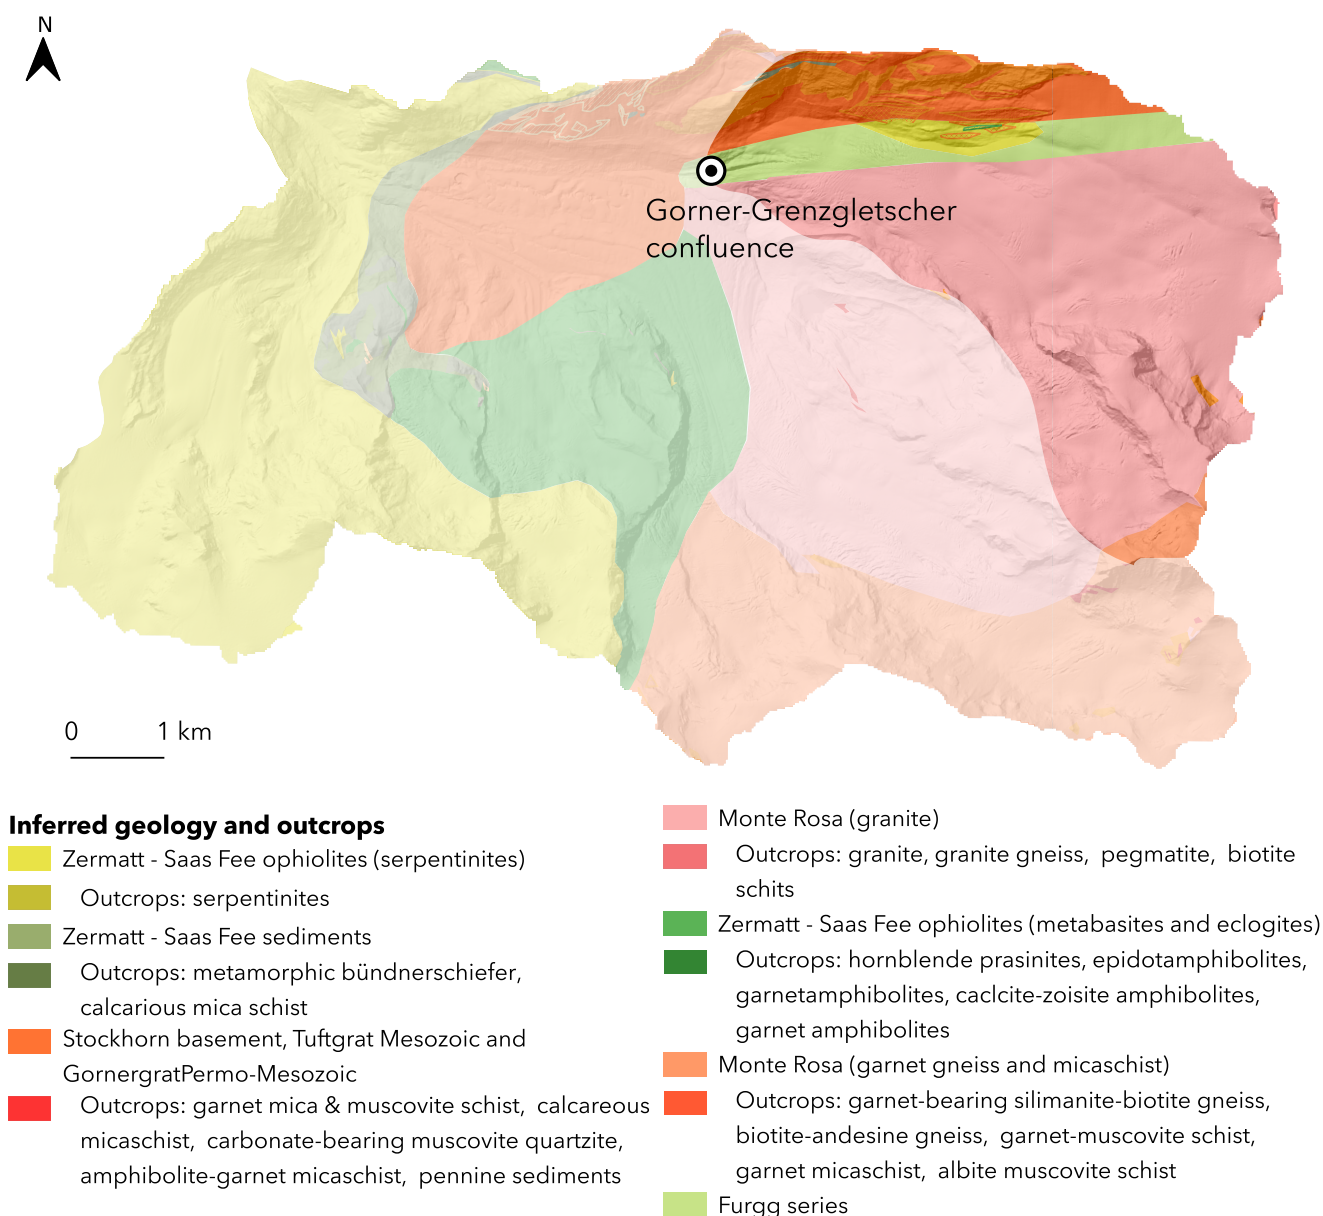 N
Gorner-Grenzgletscher
confluence
0 1 km
Inferred geology and outcrops
Zermatt - Saas Fee ophiolites (serpentinites)
Outcrops: serpentinites
Zermatt - Saas Fee sediments
Outcrops: metamorphic bündnerschiefer,
calcarious mica schist
Stockhorn basement, Tuftgrat Mesozoic and
GornergratPermo-Mesozoic
Outcrops: garnet mica & muscovite schist, calcareous
micaschist, carbonate-bearing muscovite quartzite,
amphibolite-garnet micaschist, pennine sediments
Monte Rosa (granite)
Outcrops: granite, granite gneiss, pegmatite, biotite
schits
Zermatt - Saas Fee ophiolites (metabasites and eclogites)
Outcrops: hornblende prasinites, epidotamphibolites,
garnetamphibolites, caclcite-zoisite amphibolites,
garnet amphibolites
Monte Rosa (garnet gneiss and micaschist)
Outcrops: garnet-bearing silimanite-biotite gneiss,
biotite-andesine gneiss, garnet-muscovite schist,
garnet micaschist, albite muscovite schist
Furgg series